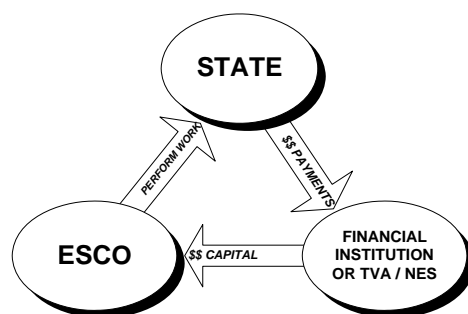 STATE
PERFORM WORK
$$ PAYMENTS
ESCO
$$ CAPITAL
FINANCIAL
INSTITUTION
OR TVA / NES